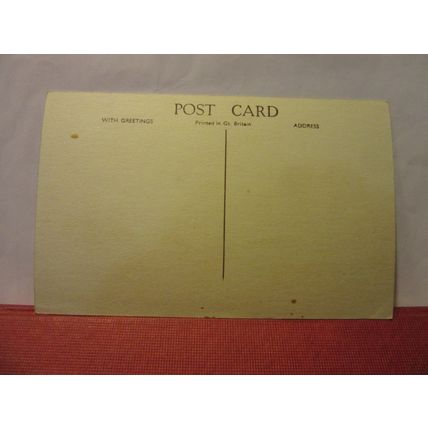 POST CARD
WITH GREETINGS
Printed in Gt. Britain
ADDRESS